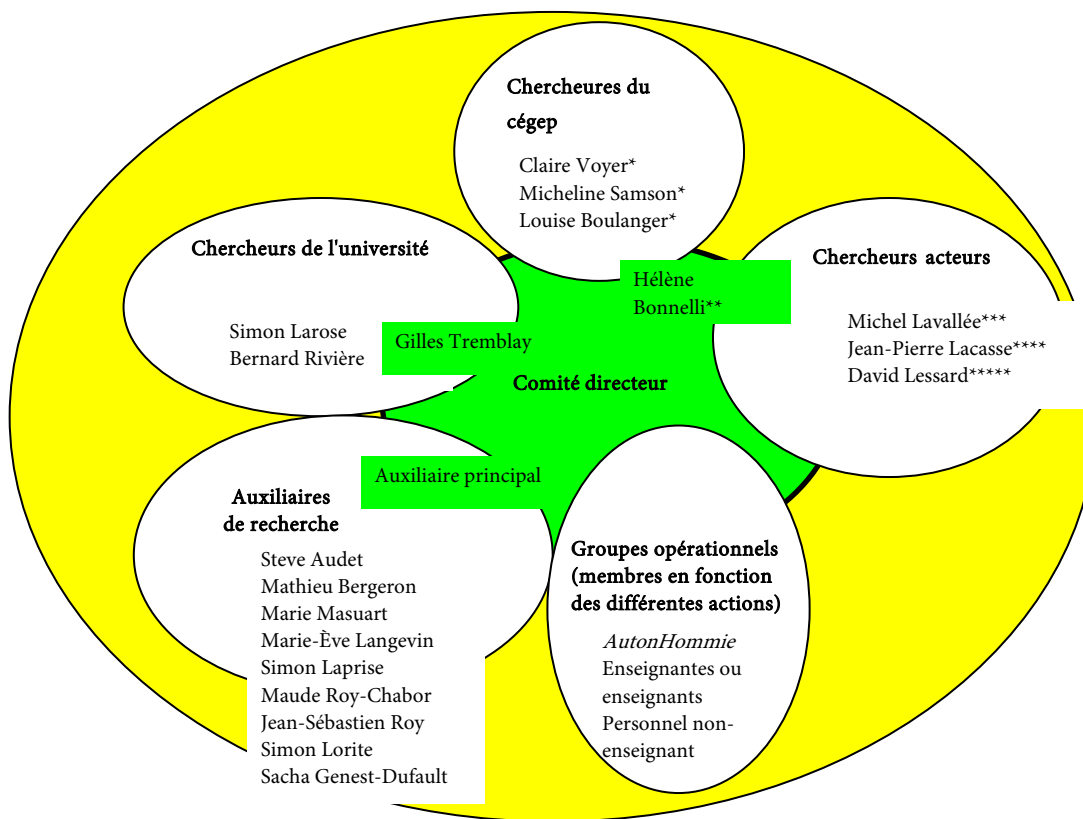 Chercheures du
cégep
Claire Voyer*
Micheline Samson*
Louise Boulanger*
Chercheurs de l'université
Simon Larose
Bernard Rivière
Gilles Tremblay
Hélène
Bonnelli**
Comité directeur
Chercheurs acteurs
Michel Lavallée***
Jean-Pierre Lacasse****
David Lessard*****
Auxiliaire principal
Auxiliaires
de recherche
Steve Audet
Mathieu Bergeron
Marie Masuart
Marie-Ève Langevin
Simon Laprise
Maude Roy-Chabor
Jean-Sébastien Roy
Simon Lorite
Sacha Genest-Dufault
Groupes opérationnels
(membres en fonction
des différentes actions)
AutonHommie
Enseignantes ou
enseignants
Personnel non-
enseignant